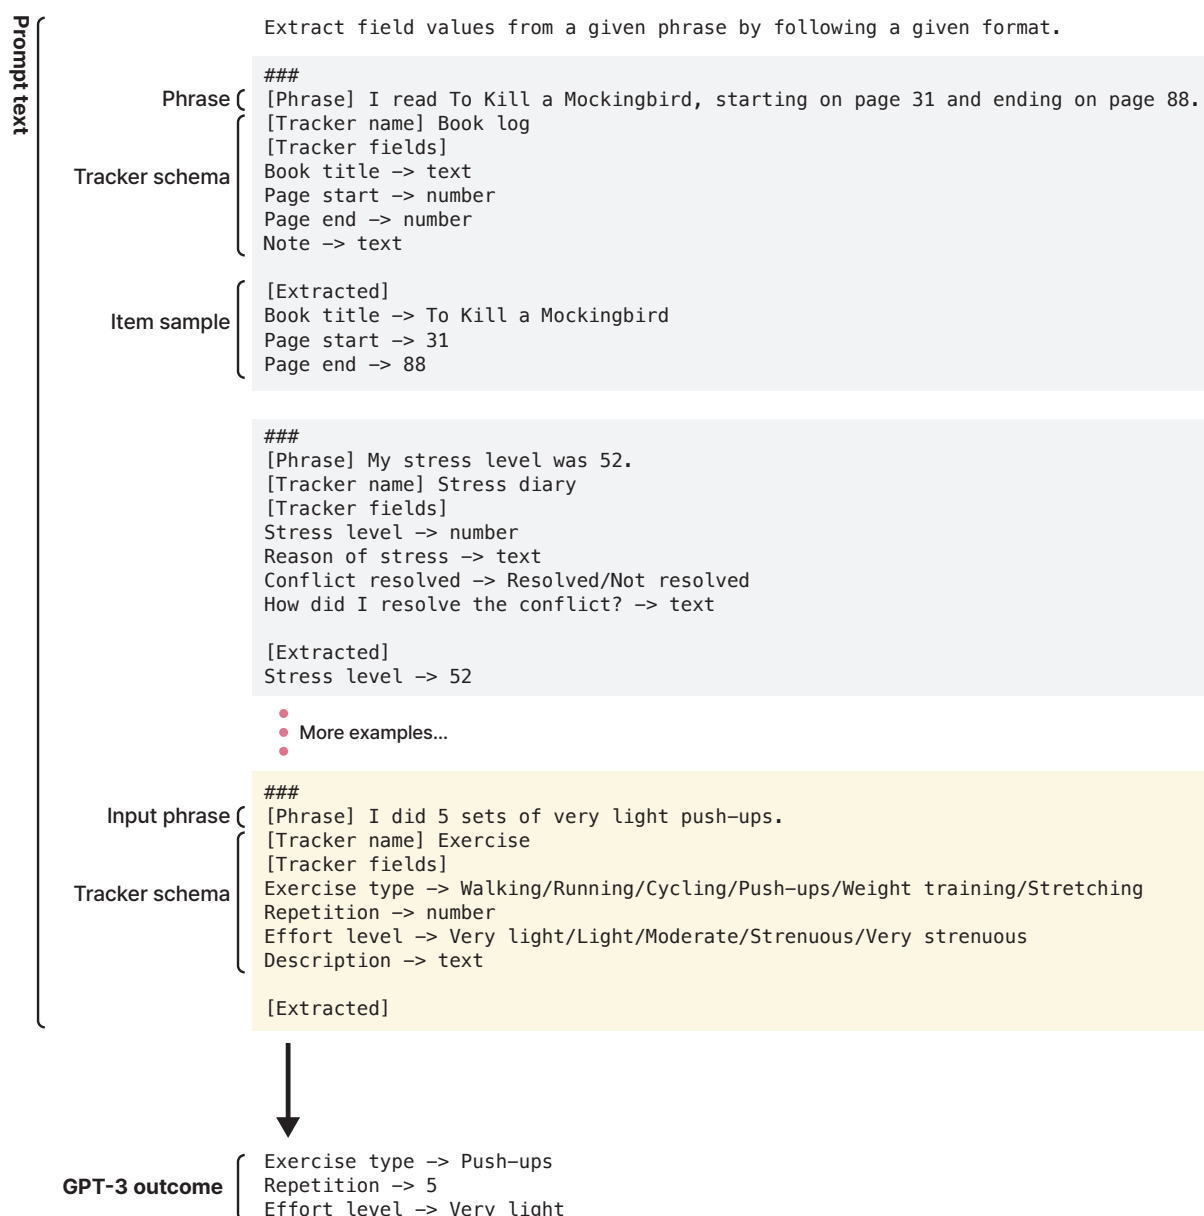 Prompt text
Extract field values from a given phrase by following a given format.
###
Phrase
[Phrase] I read To Kill a Mockingbird, starting on page 31 and ending on page 88.
[Tracker name] Book log
[Tracker fields]
Tracker schema
Book title —> text
Page start —> number
Page end —> number
Note —> text
[Extracted]
Item sample
Book title —> To Kill a Mockingbird
Page start —> 31
Page end —> 88
###
[Phrase] My stress level was 52.
[Tracker name] Stress diary
[Tracker fields]
Stress level —> number
Reason of stress —> text
Conflict resolved —> Resolved/Not resolved
How did I resolve the conflict? —> text
[Extracted]
Stress level —> 52
More examples...
###
Input phrase
[Phrase] I did 5 sets of very light push-ups.
[Tracker name] Exercise
[Tracker fields]
Tracker schema
Exercise type —> Walking/Running/Cycling/Push-ups/Weight training/Stretching
Repetition —> number
Effort level —> Very light/Light/Moderate/Strenuous/Very strenuous
Description —> text
[Extracted]
GPT-3 outcome
Exercise type —> Push-ups
Repetition —> 5
Effort level —> Very light